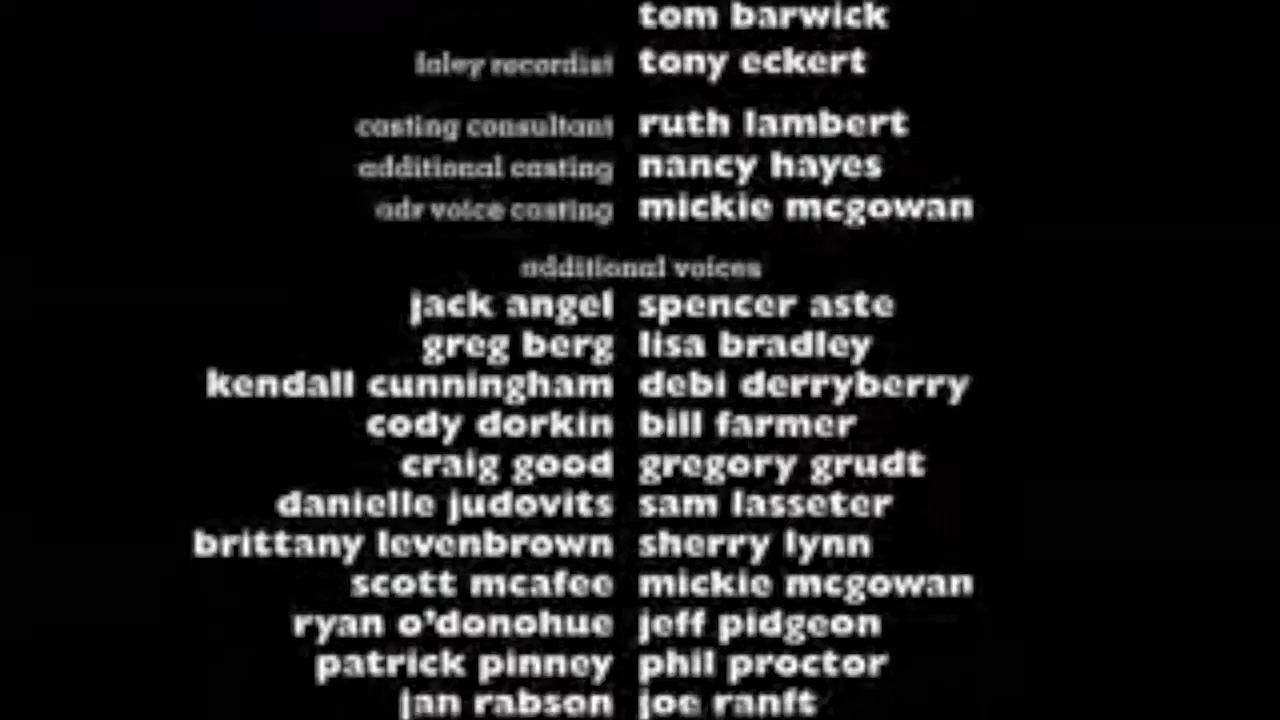 tom barwick
foley recordist tony eckert
casting consultant ruth lambert
additional casting nancy hayes
adr voice casting mickie mcgowan
additional voices
jack angel spencer aste
greg berg lisa bradley
kendall cunningham debi derryberry
cody dorkin bill farmer
craig good gregory grudt
danielle judovits sam lasseter
brittany levenbrown sherry lynn
scott mcafee mickie mcgowan
ryan o'donohue jeff pidgeon
patrick pinney phil proctor
jan rabson joe ranft